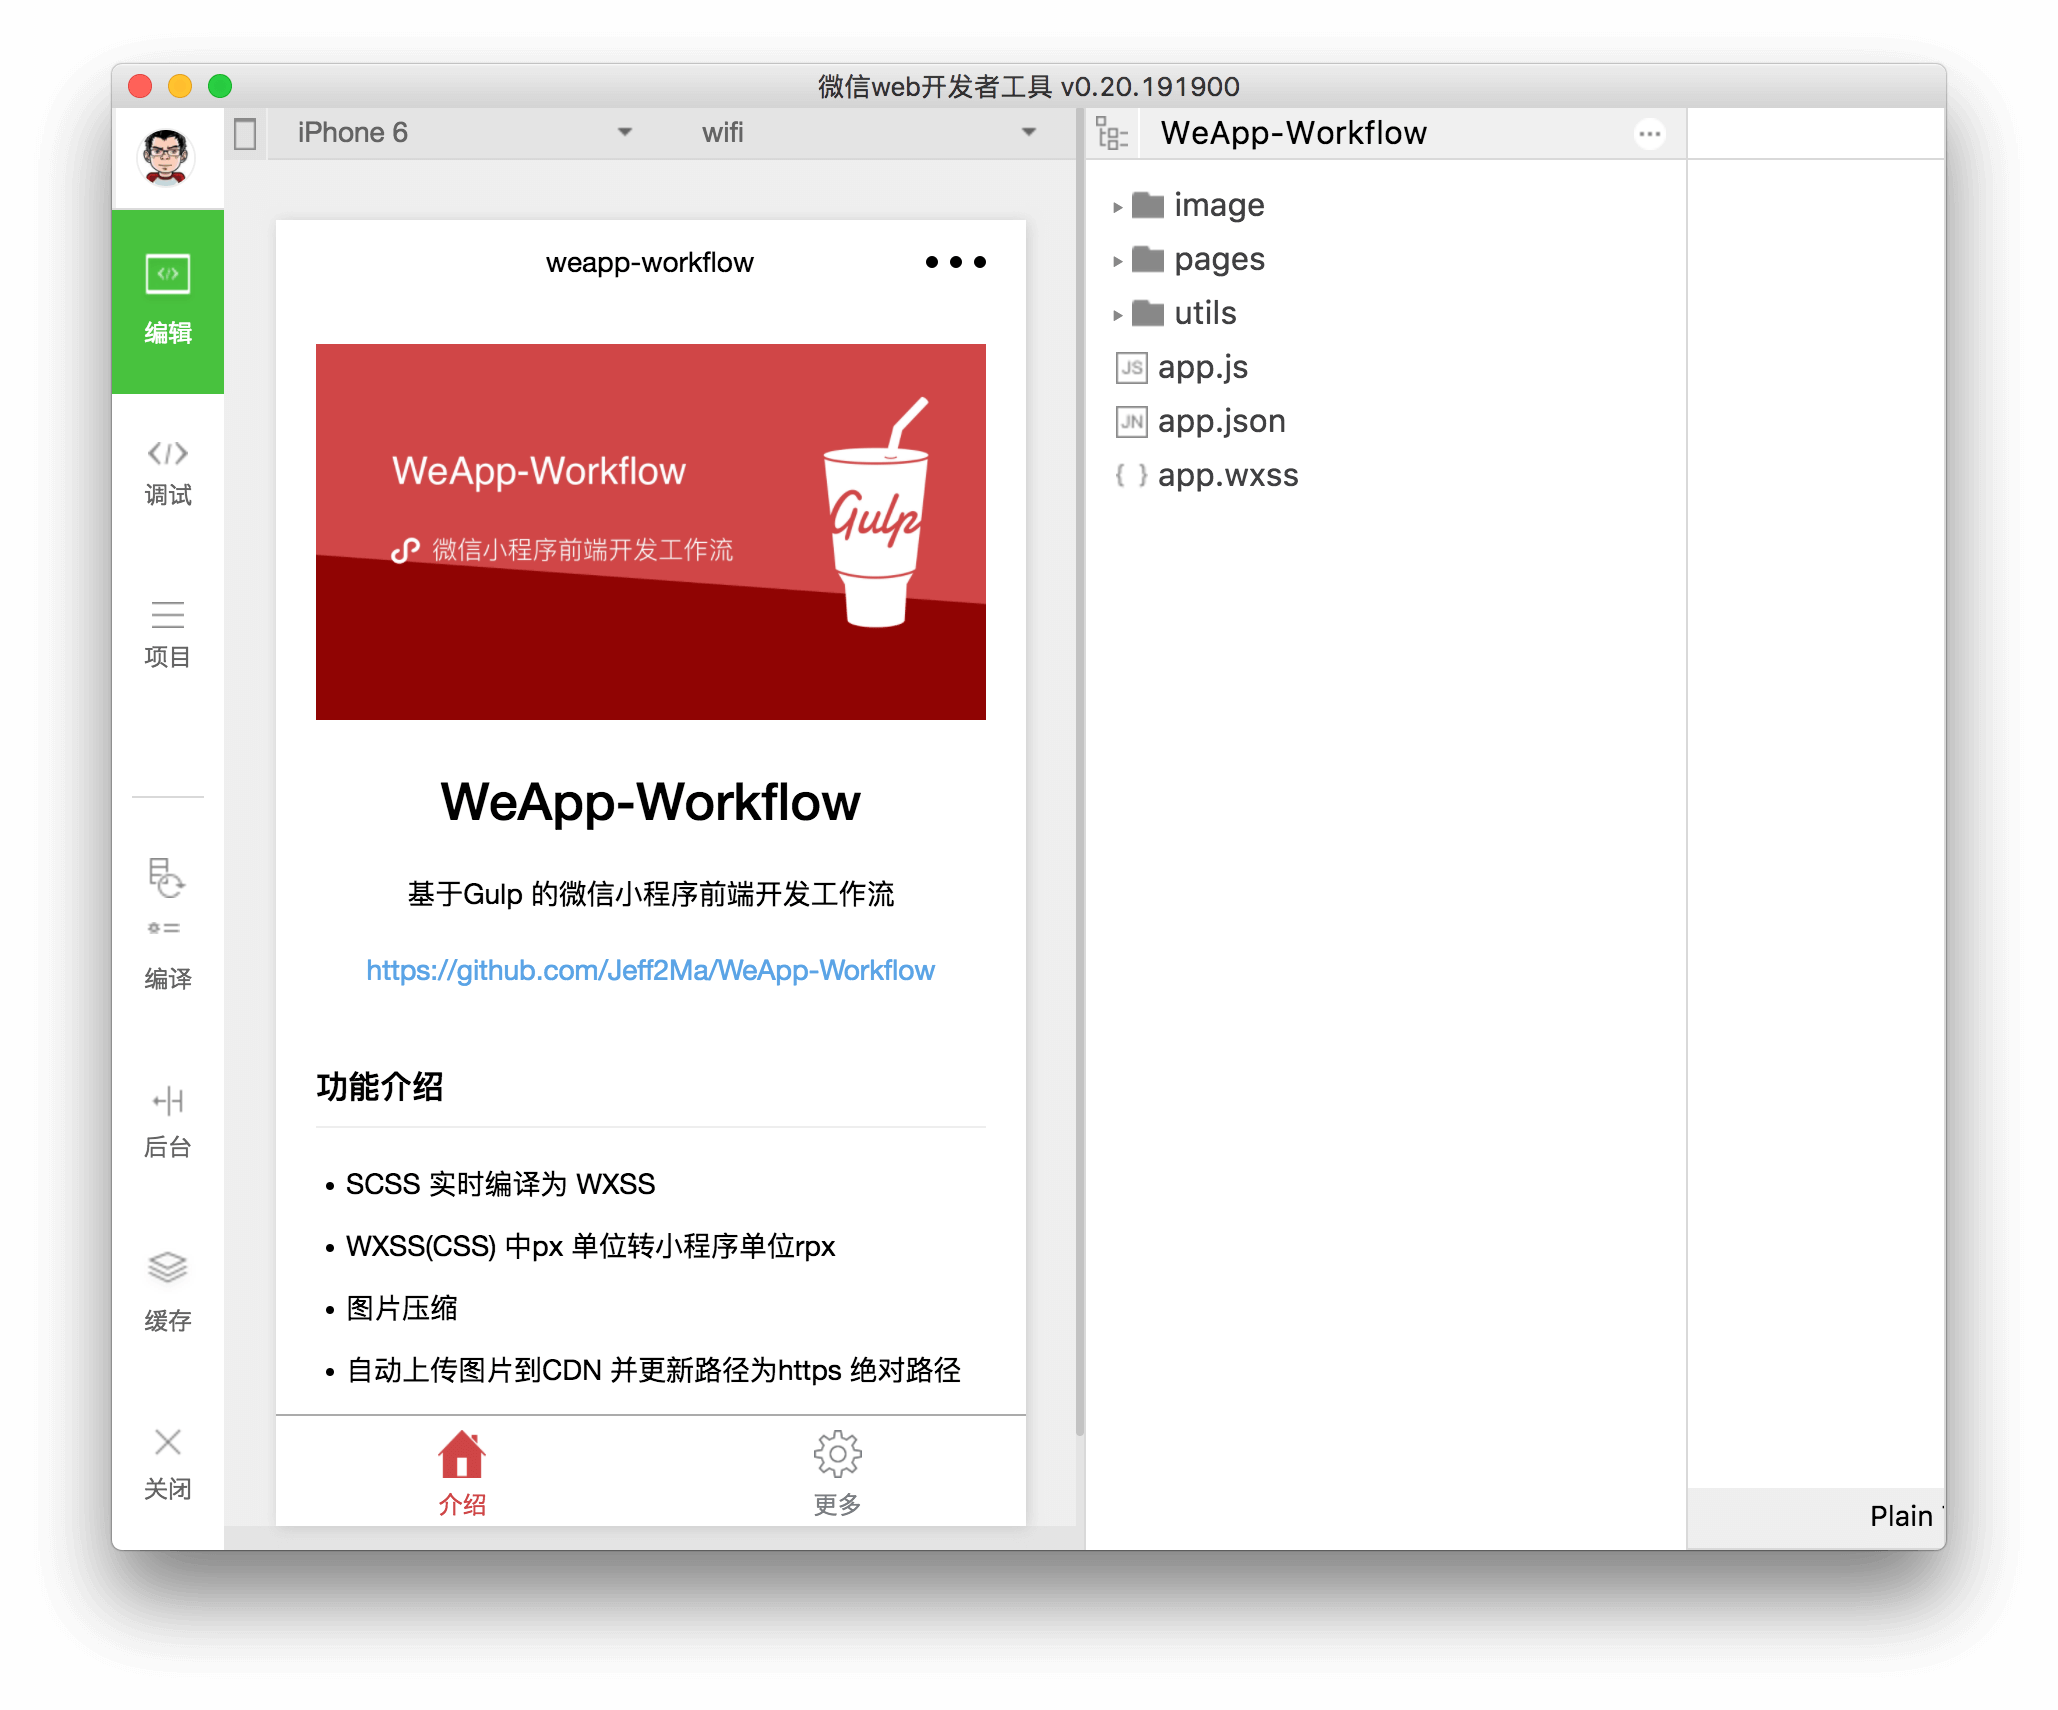 微信web开发者工具 v0.20.191900
iPhone 6
wifi
WeApp-Workflow
编辑
调试
项目
编译
后台
缓存
关闭
weapp-workflow
WeApp-Workflow
微信小程序前端开发工作流
Gulp
WeApp-Workflow
基于Gulp 的微信小程序前端开发工作流
https://github.com/Jeff2Ma/WeApp-Workflow
功能介绍
• SCSS 实时编译为 WXSS
• WXSS(CSS) 中px 单位转小程序单位rpx
• 图片压缩
• 自动上传图片到CDN 并更新路径为https 绝对路径
介绍
更多
image
pages
utils
JS app.js
JN app.json
{ } app.wxss
Plain